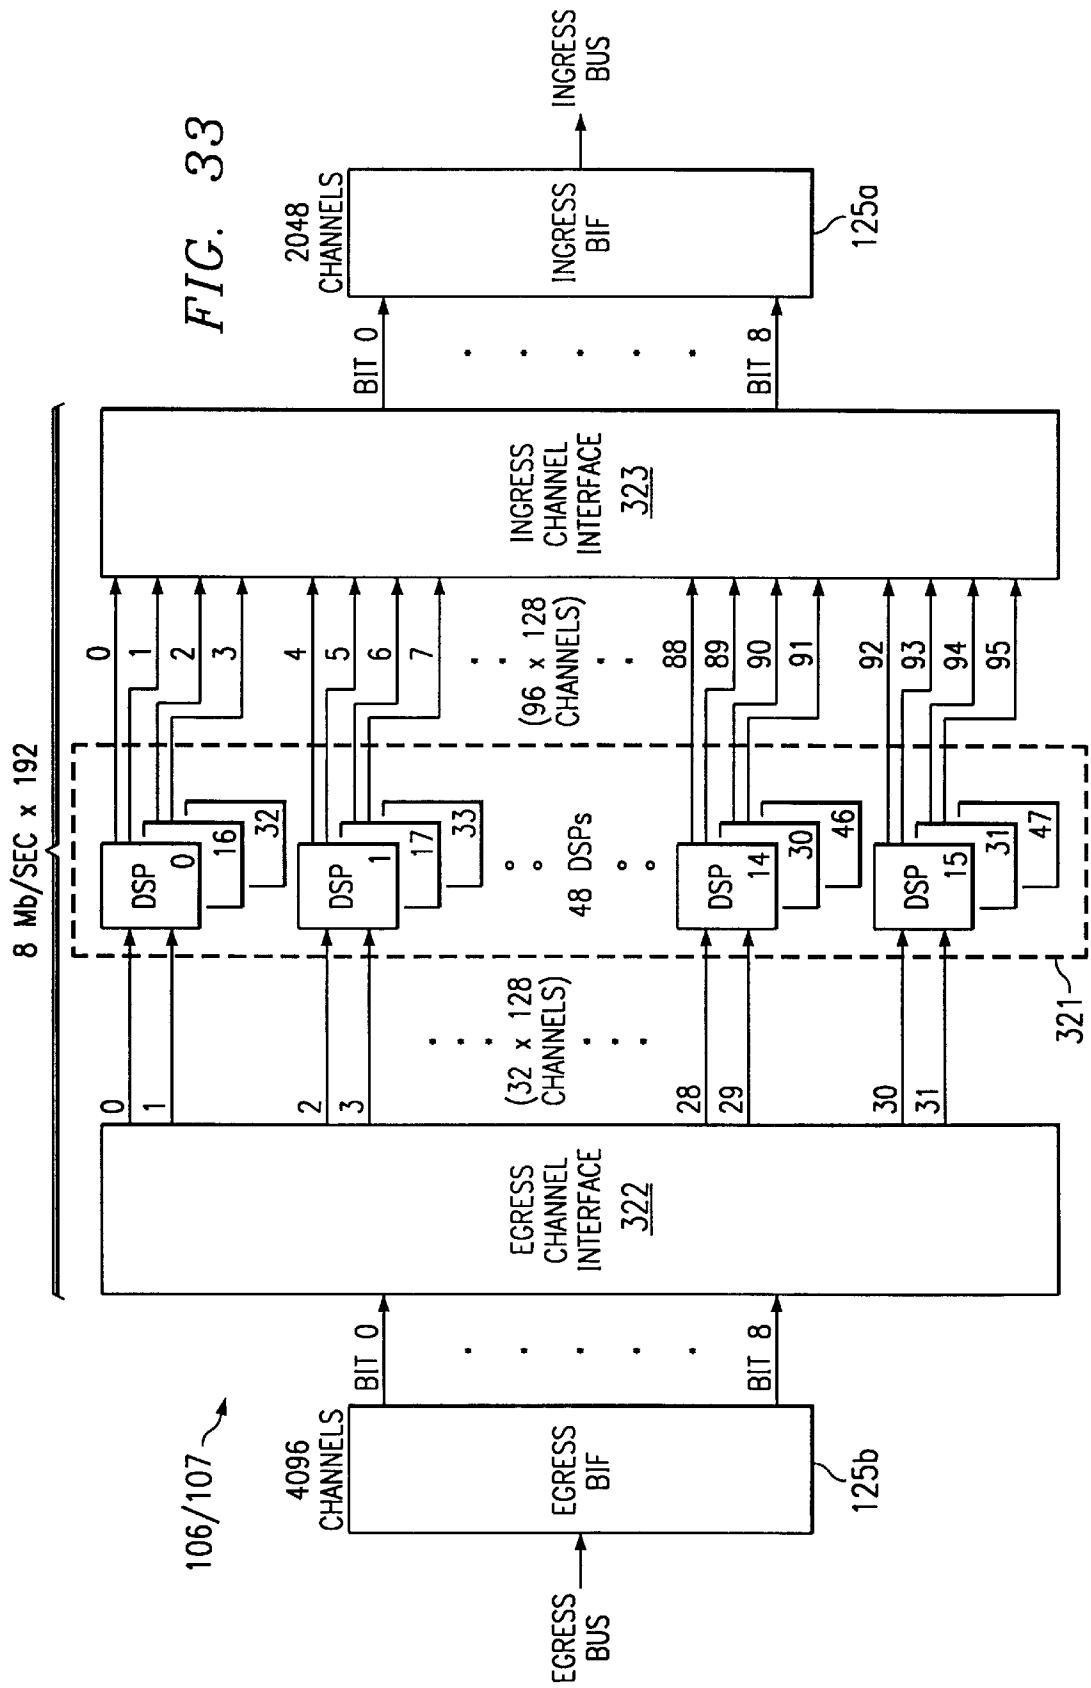 FIG. 33
8 Mb/SEC x 192
106/107
EGRESS
BUS
4096
CHANNELS
EGRESS
BIF
125b
BIT 0
BIT 8
EGRESS
CHANNEL
INTERFACE
322
0
1
2
3
(32 x 128
CHANNELS)
28
29
30
31
DSP
0
16
32
DSP
1
17
33
48 DSPs
DSP
14
30
46
DSP
15
31
47
321
0
1
2
3
4
5
6
7
(96 x 128
CHANNELS)
88
89
90
91
92
93
94
95
INGRESS
CHANNEL
INTERFACE
323
BIT 0
BIT 8
2048
CHANNELS
INGRESS
BIF
125a
INGRESS
BUS